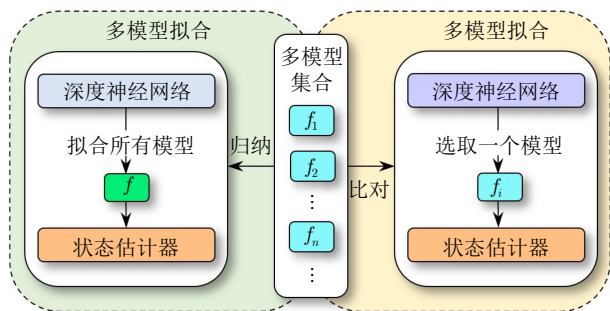 多模型拟合
深度神经网络
拟合所有模型
f
状态估计器
归纳
多模型
集合
f₁
f₂
⋮
fₙ
⋮
比对
多模型拟合
深度神经网络
选取一个模型
fᵢ
状态估计器